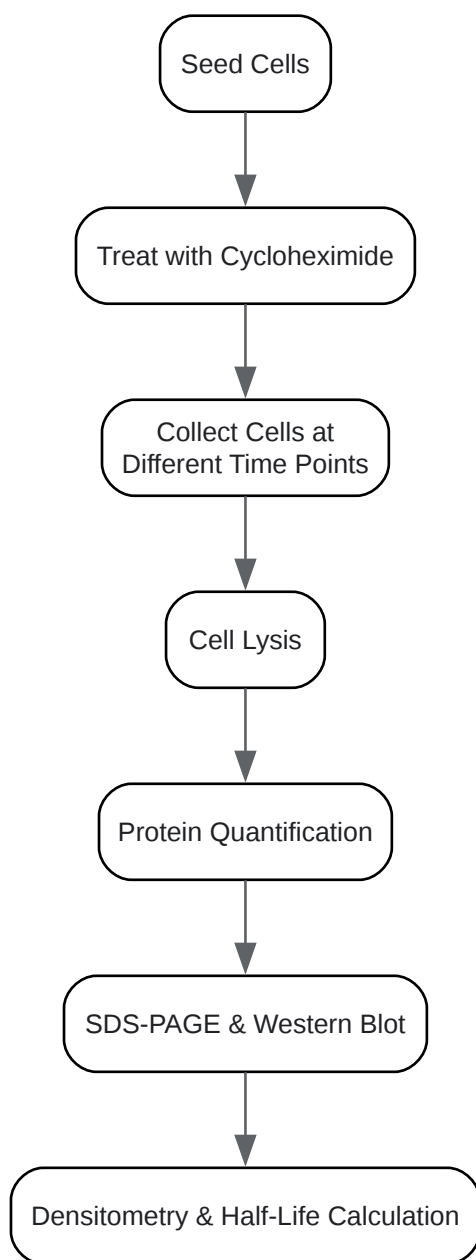 Seed Cells
Treat with Cycloheximide
Collect Cells at
Different Time Points
Cell Lysis
Protein Quantification
SDS-PAGE & Western Blot
Densitometry & Half-Life Calculation